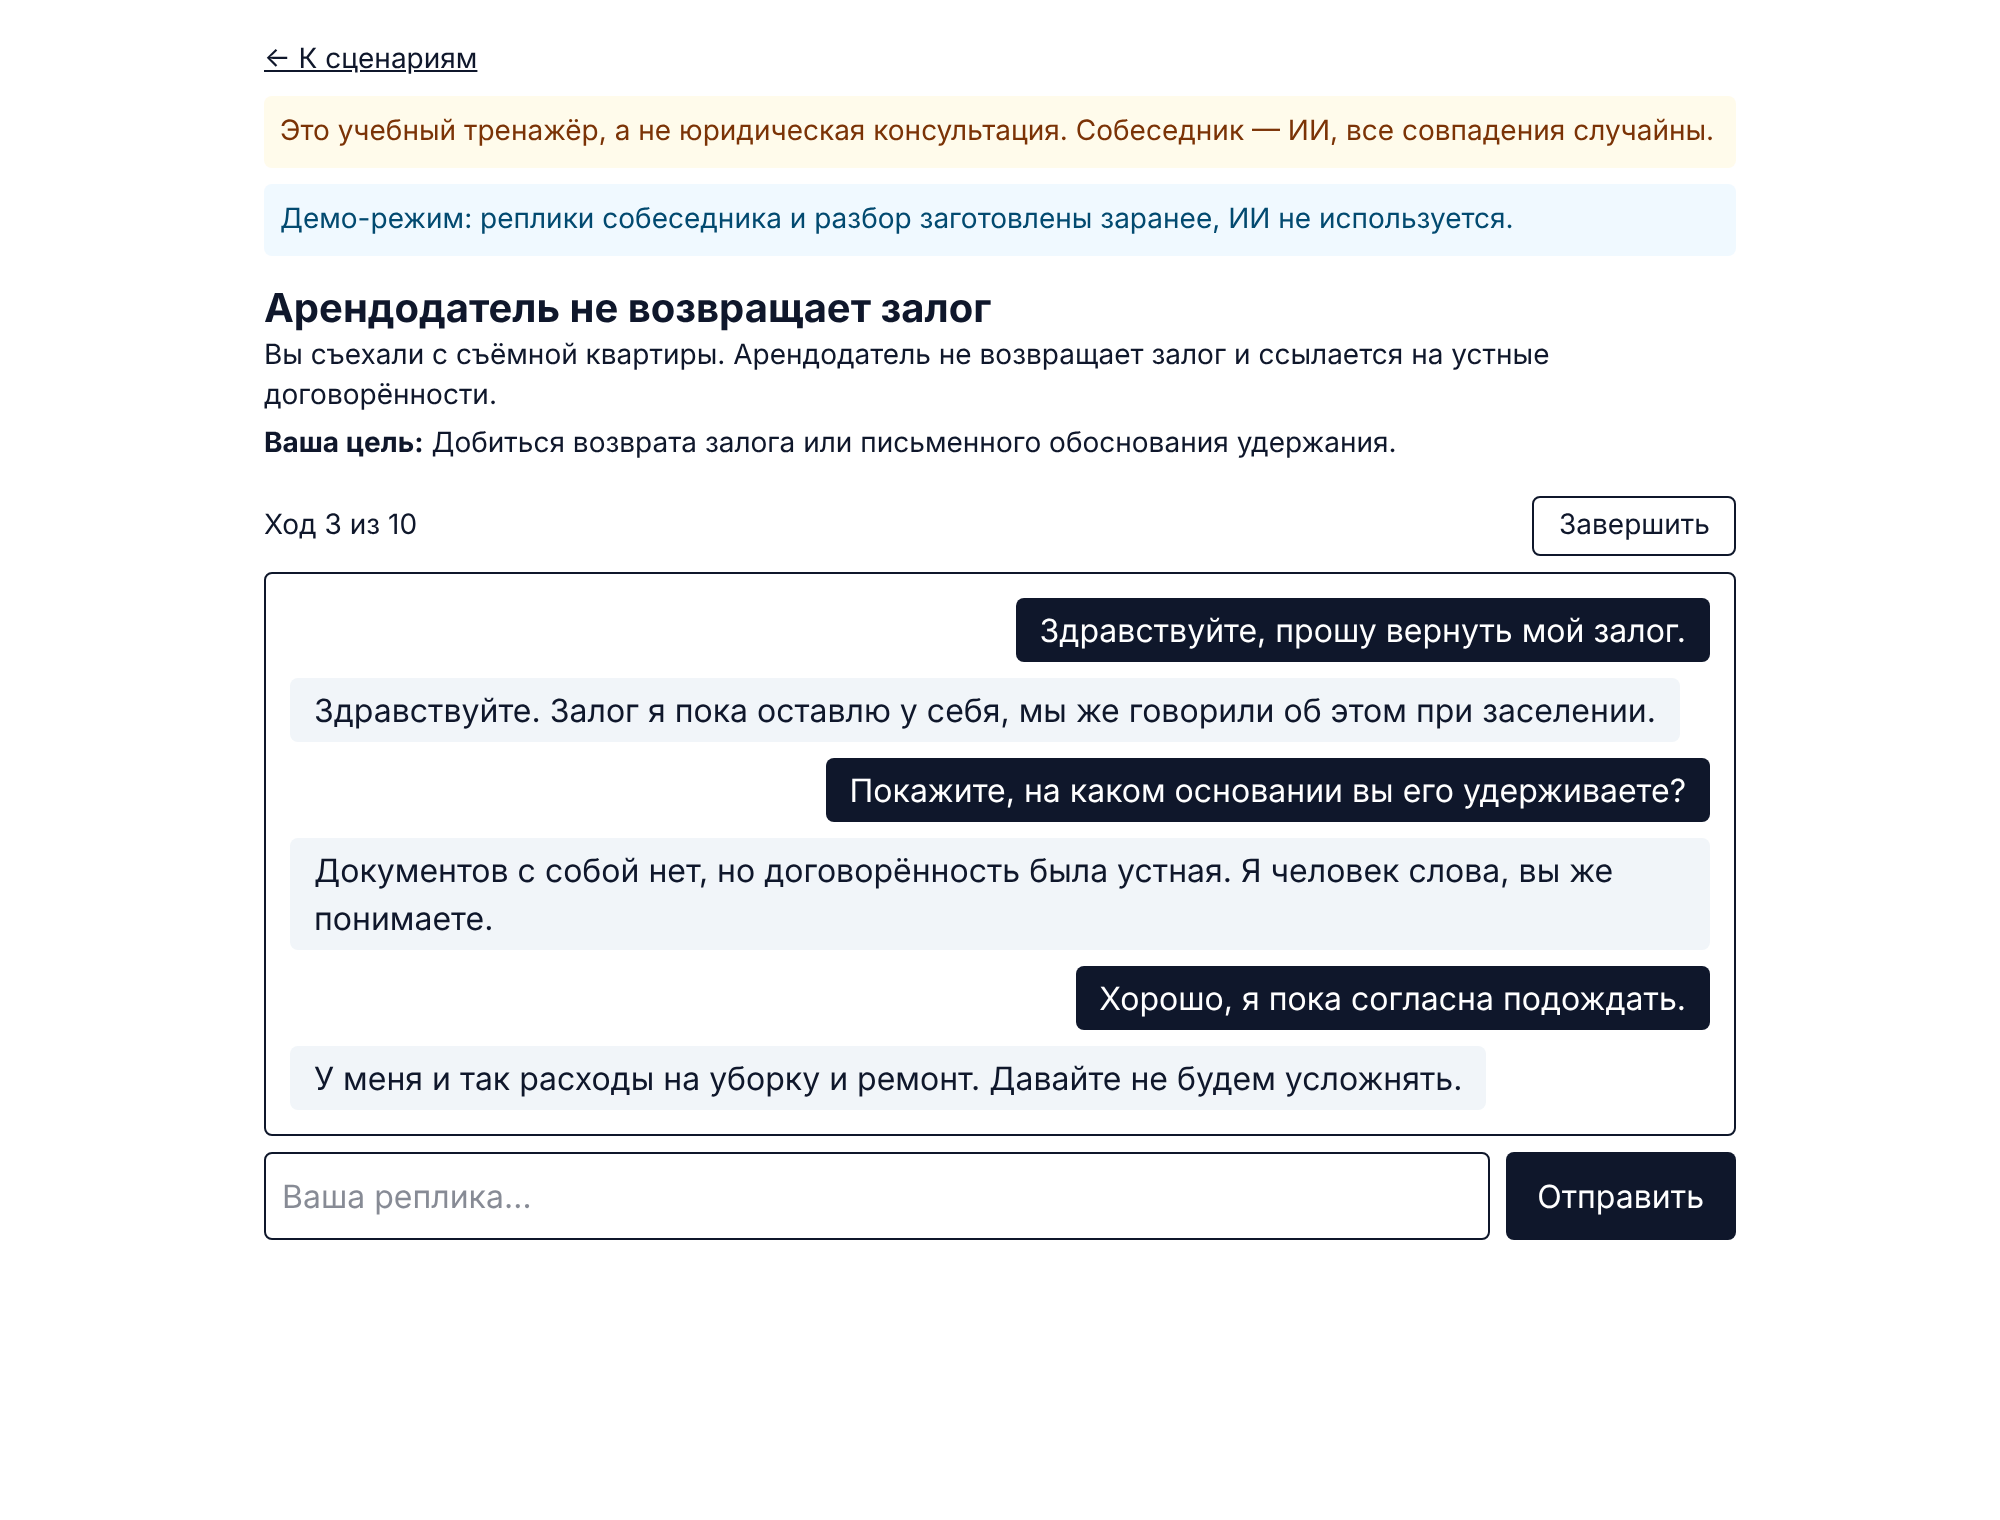 ← К сценариям
Это учебный тренажёр, а не юридическая консультация. Собеседник — ИИ, все совпадения случайны.
Демо-режим: реплики собеседника и разбор заготовлены заранее, ИИ не используется.
Арендодатель не возвращает залог
Вы съехали с съёмной квартиры. Арендодатель не возвращает залог и ссылается на устные
договорённости.
Ваша цель: Добиться возврата залога или письменного обоснования удержания.
Ход 3 из 10
Завершить
Здравствуйте, прошу вернуть мой залог.
Здравствуйте. Залог я пока оставлю у себя, мы же говорили об этом при заселении.
Покажите, на каком основании вы его удерживаете?
Документов с собой нет, но договорённость была устная. Я человек слова, вы же
понимаете.
Хорошо, я пока согласна подождать.
У меня и так расходы на уборку и ремонт. Давайте не будем усложнять.
Ваша реплика...
Отправить